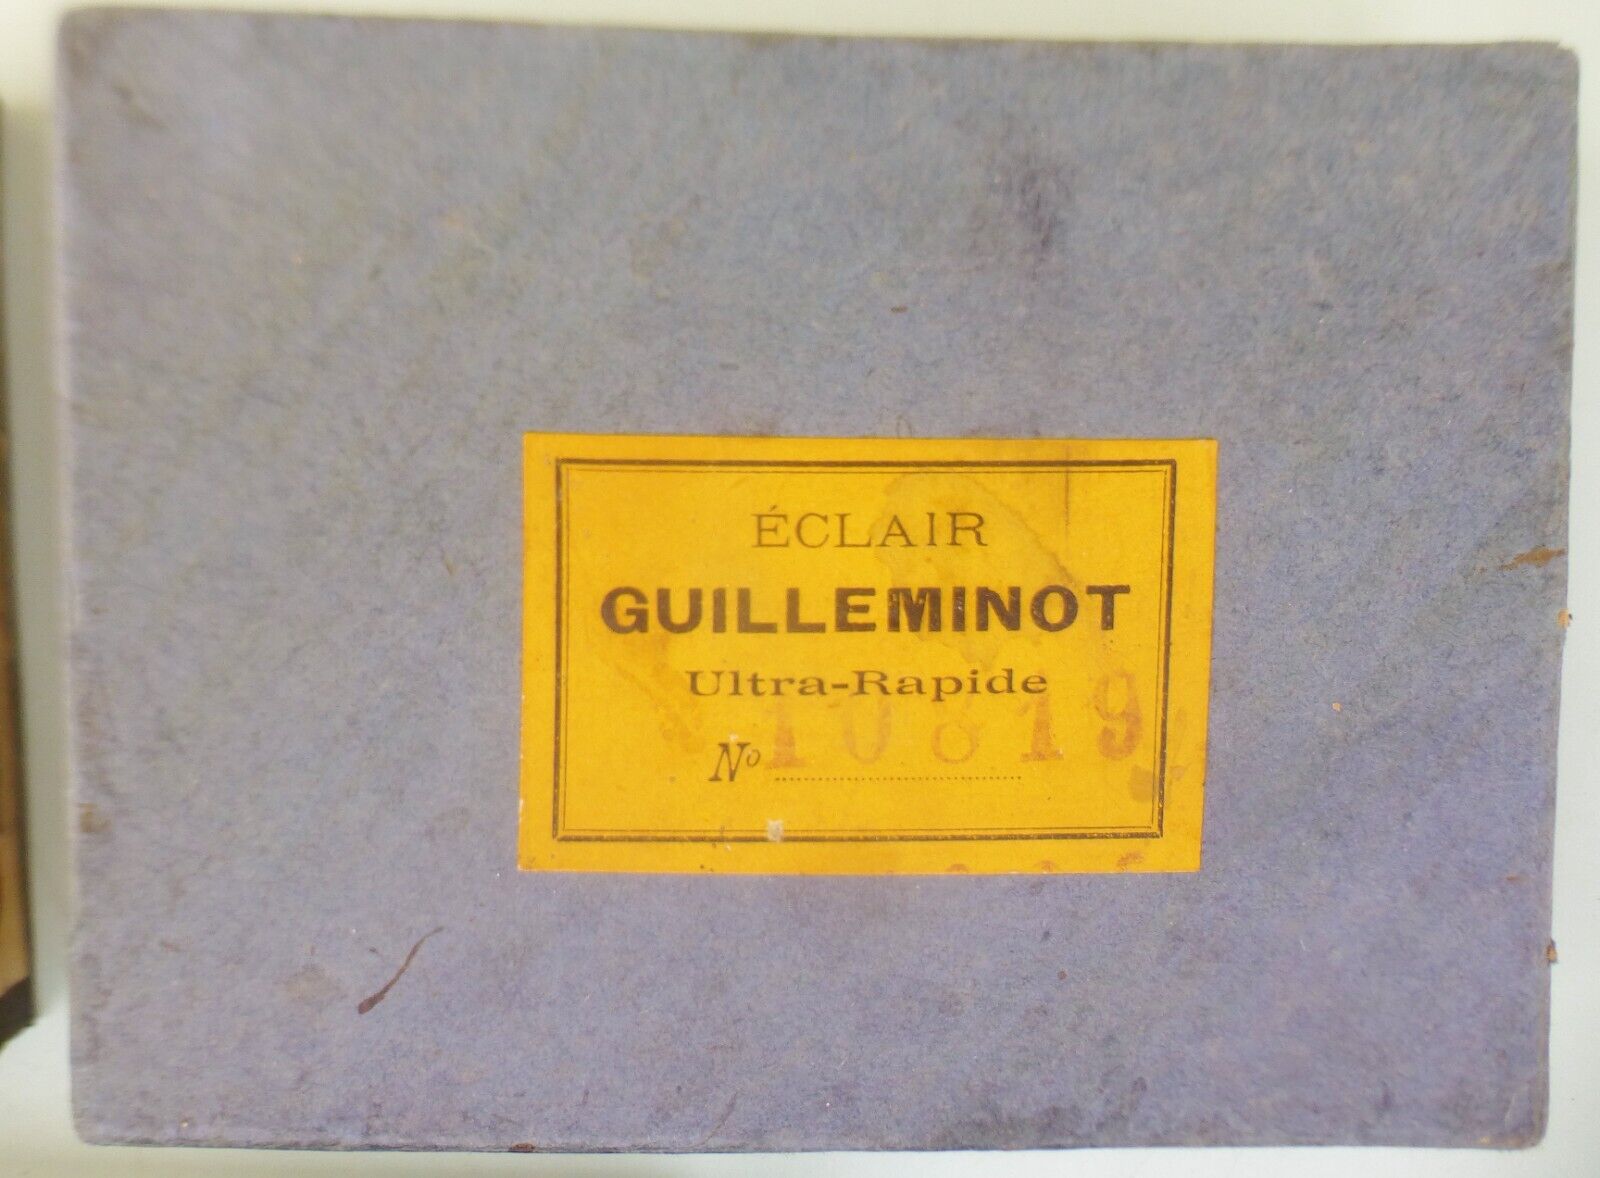 ÉCLAIR
GUILLEMINOT
Ultra-Rapide
No 10819